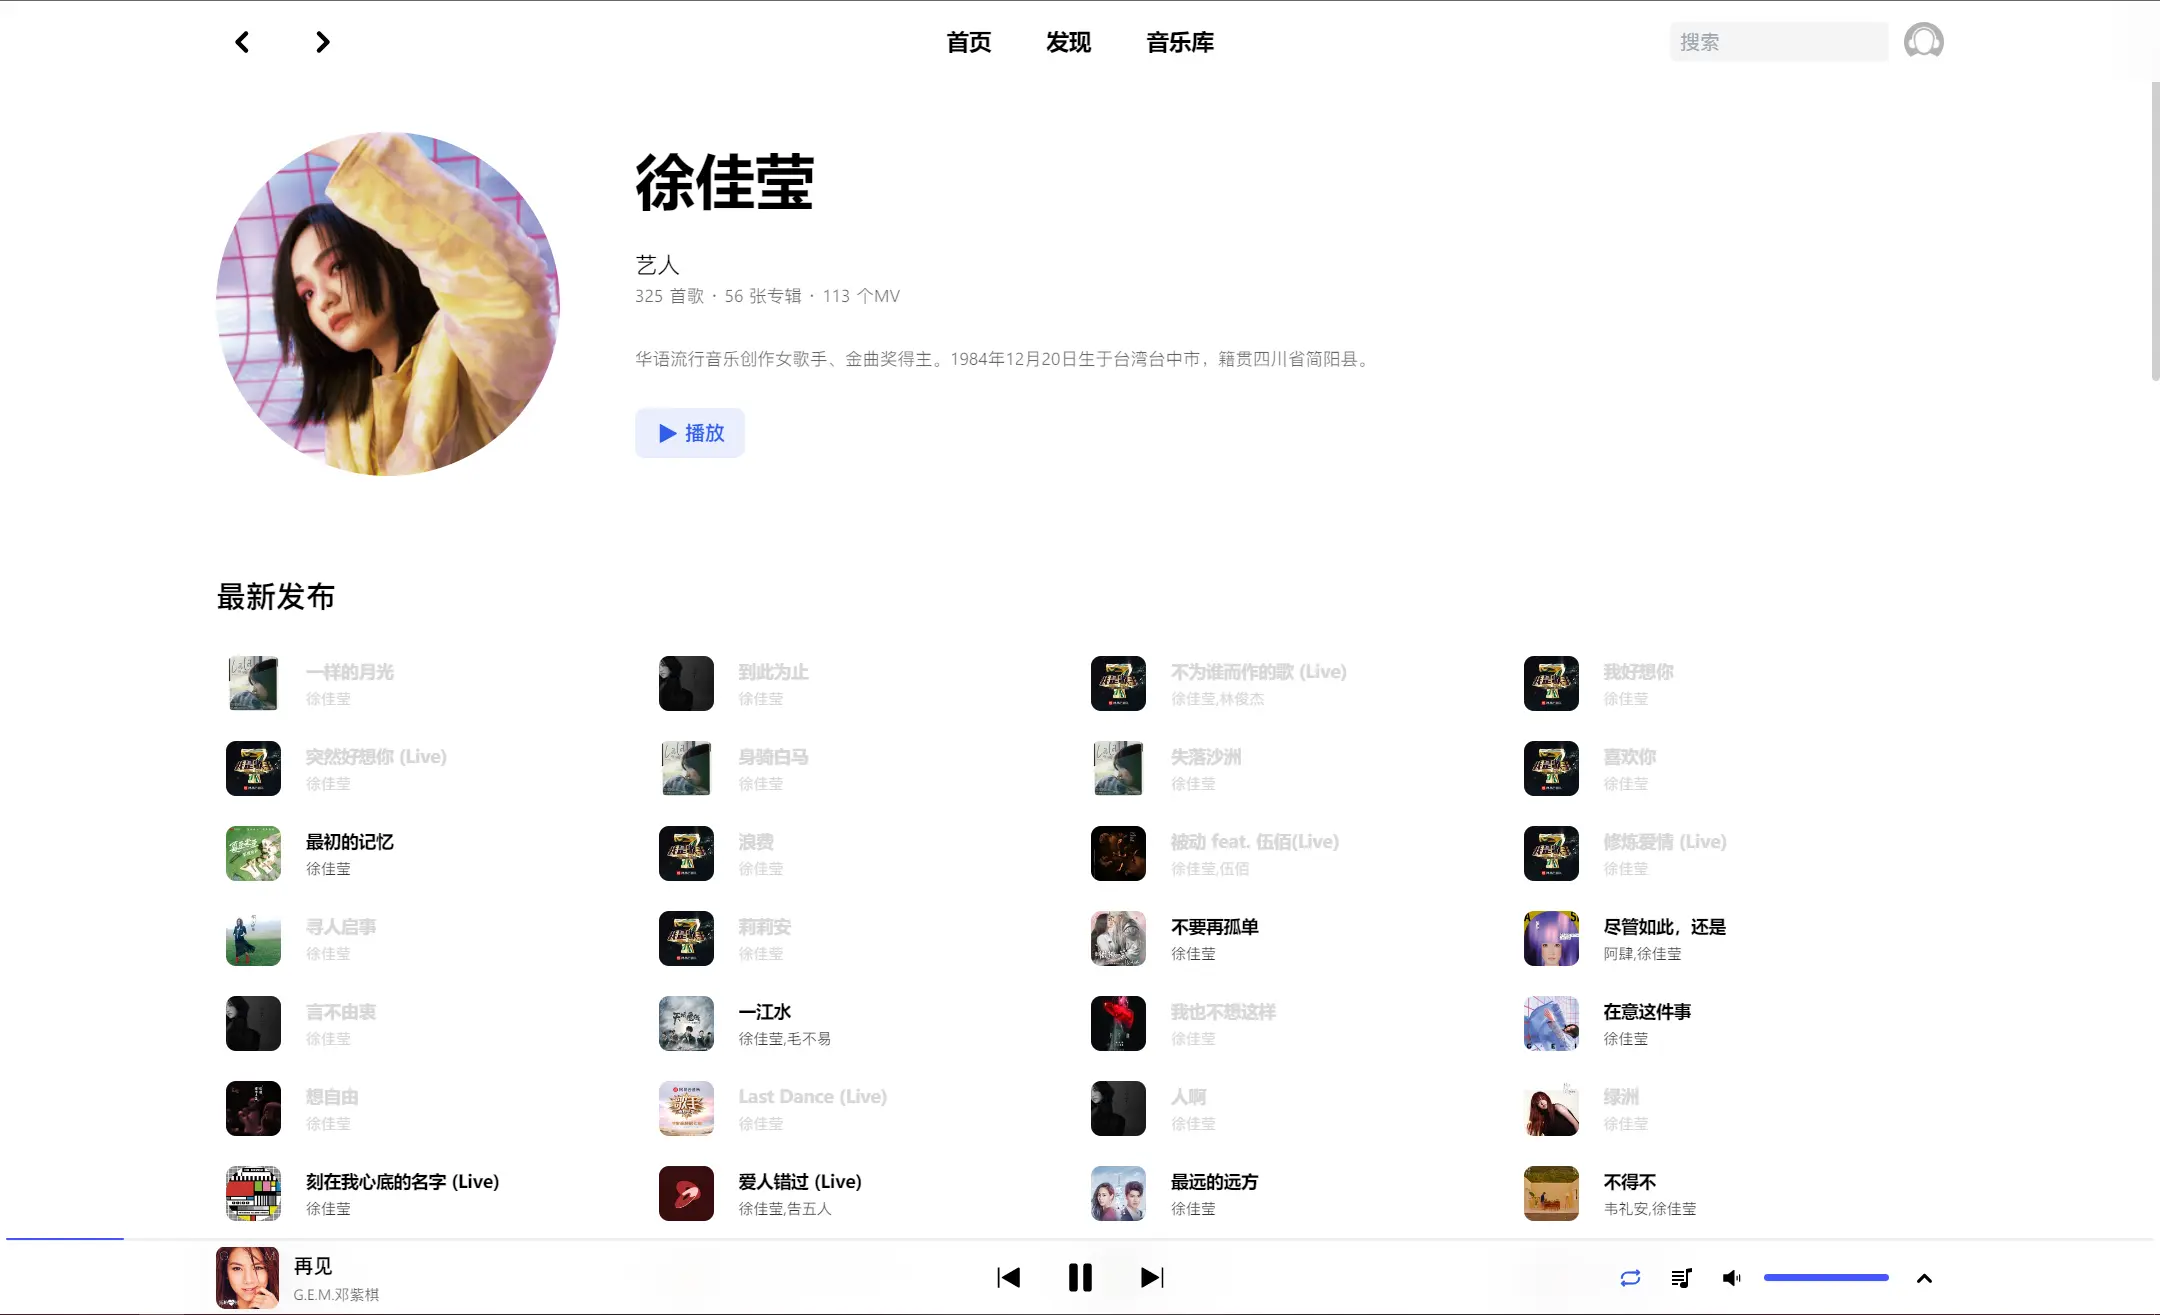 首页 发现 音乐库 搜索
徐佳莹
艺人
325 首歌 · 56 张专辑 · 113 个MV
华语流行音乐创作女歌手、金曲奖得主。1984年12月20日生于台湾台中市，籍贯四川省简阳县。
播放
最新发布
一样的月光
徐佳莹
到此为止
徐佳莹
不为谁而作的歌 (Live)
徐佳莹,林俊杰
我好想你
徐佳莹
突然好想你 (Live)
徐佳莹
身骑白马
徐佳莹
失落沙洲
徐佳莹
喜欢你
徐佳莹
最初的记忆
徐佳莹
浪费
徐佳莹
被动 feat. 伍佰(Live)
徐佳莹,伍佰
修炼爱情 (Live)
徐佳莹
寻人启事
徐佳莹
莉莉安
徐佳莹
不要再孤单
徐佳莹
尽管如此，还是
阿肆,徐佳莹
言不由衷
徐佳莹
一江水
徐佳莹,毛不易
我也不想这样
徐佳莹
在意这件事
徐佳莹
想自由
徐佳莹
Last Dance (Live)
徐佳莹
人啊
徐佳莹
绿洲
徐佳莹
刻在我心底的名字 (Live)
徐佳莹
爱人错过 (Live)
徐佳莹,告五人
最远的远方
徐佳莹
不得不
韦礼安,徐佳莹
再见
G.E.M.邓紫棋